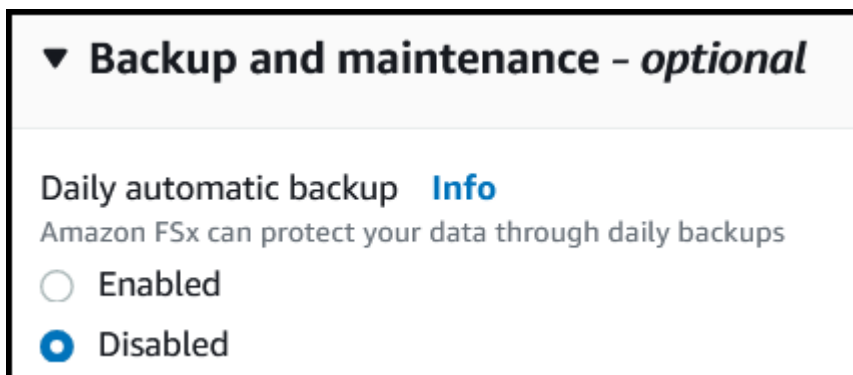 ▼ Backup and maintenance - optional
Daily automatic backup Info
Amazon FSx can protect your data through daily backups
Enabled
Disabled